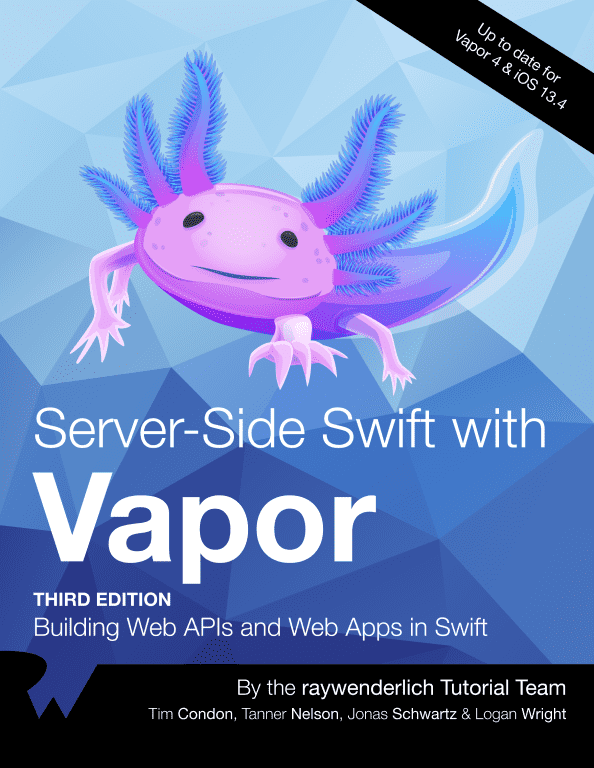 Up to date for
Vapor 4 & iOS 13.4
Server-Side Swift with
Vapor
THIRD EDITION
Building Web APIs and Web Apps in Swift
By the raywenderlich Tutorial Team
Tim Condon, Tanner Nelson, Jonas Schwartz & Logan Wright